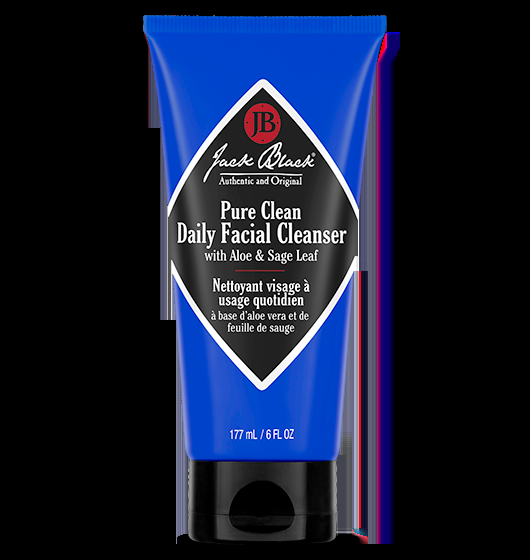 JB
Jack Black®
Authentic and Original
Pure Clean
Daily Facial Cleanser
with Aloe & Sage Leaf
Nettoyant visage à
usage quotidien
à base d'aloe vera et de
feuille de sauge
177 mL / 6 FL OZ